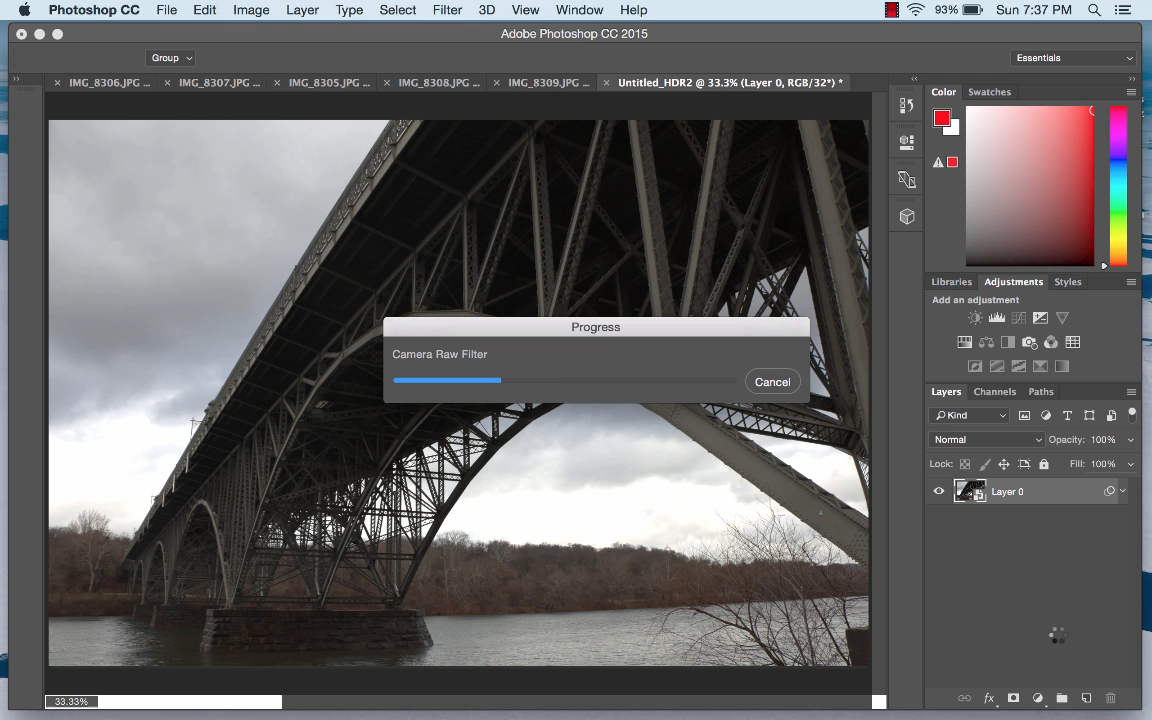 Photoshop CC File Edit Image Layer Type Select Filter 3D View Window Help 93% Sun 7:37 PM
Adobe Photoshop CC 2015
Group Essentials
IMG_8306.JPG ... IMG_8307.JPG ... IMG_8305.JPG ... IMG_8308.JPG ... IMG_8309.JPG ... Untitled_HDR2 @ 33.3% (Layer 0, RGB/32*) *
Color Swatches
Libraries Adjustments Styles
Add an adjustment
Progress
Camera Raw Filter
Cancel
Layers Channels Paths
Kind
Normal Opacity: 100%
Lock: Fill: 100%
Layer 0
33.33% fx